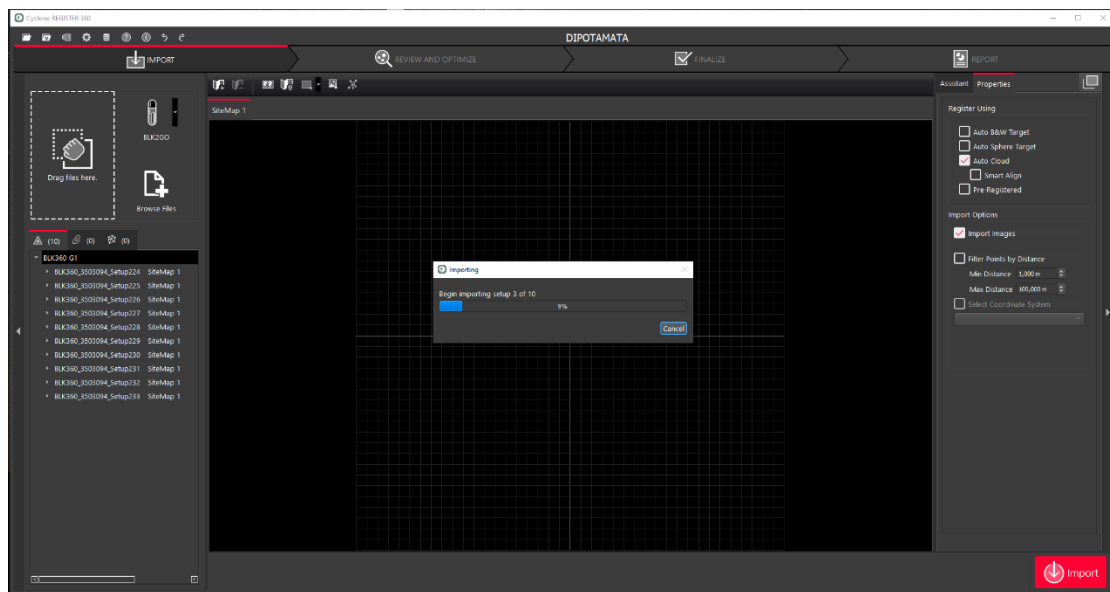 Cyclone REGISTER 360
DIPOTAMATA
IMPORT
REVIEW AND OPTIMIZE
FINALIZE
REPORT
Drag files here.
BLK2GO
Browse Files
(10)
(0)
(0)
BLK360 G1
BLK360_3503094_Setup224 SiteMap 1
BLK360_3503094_Setup225 SiteMap 1
BLK360_3503094_Setup226 SiteMap 1
BLK360_3503094_Setup227 SiteMap 1
BLK360_3503094_Setup228 SiteMap 1
BLK360_3503094_Setup229 SiteMap 1
BLK360_3503094_Setup230 SiteMap 1
BLK360_3503094_Setup231 SiteMap 1
BLK360_3503094_Setup232 SiteMap 1
BLK360_3503094_Setup233 SiteMap 1
SiteMap 1
Importing
Begin importing setup 3 of 10
9%
Cancel
Assistant Properties
Register Using
Auto B&W Target
Auto Sphere Target
Auto Cloud
Smart Align
Pre-Registered
Import Options
Import Images
Filter Points by Distance
Min Distance 1,000 m
Max Distance 100,000 m
Select Coordinate System
Import